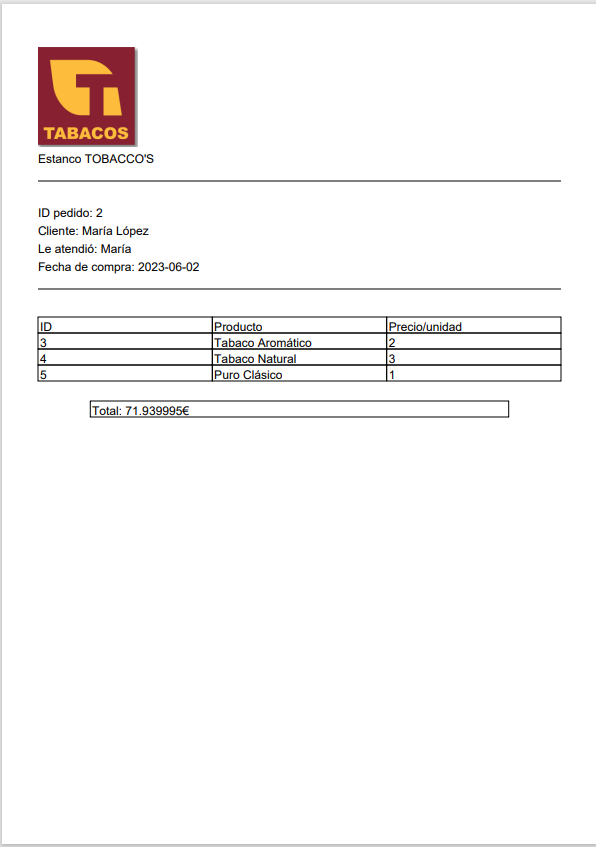 TABACOS
Estanco TOBACCO'S
ID pedido: 2
Cliente: María López
Le atendió: María
Fecha de compra: 2023-06-02
ID Producto Precio/unidad
3 Tabaco Aromático 2
4 Tabaco Natural 3
5 Puro Clásico 1
Total: 71.939995€